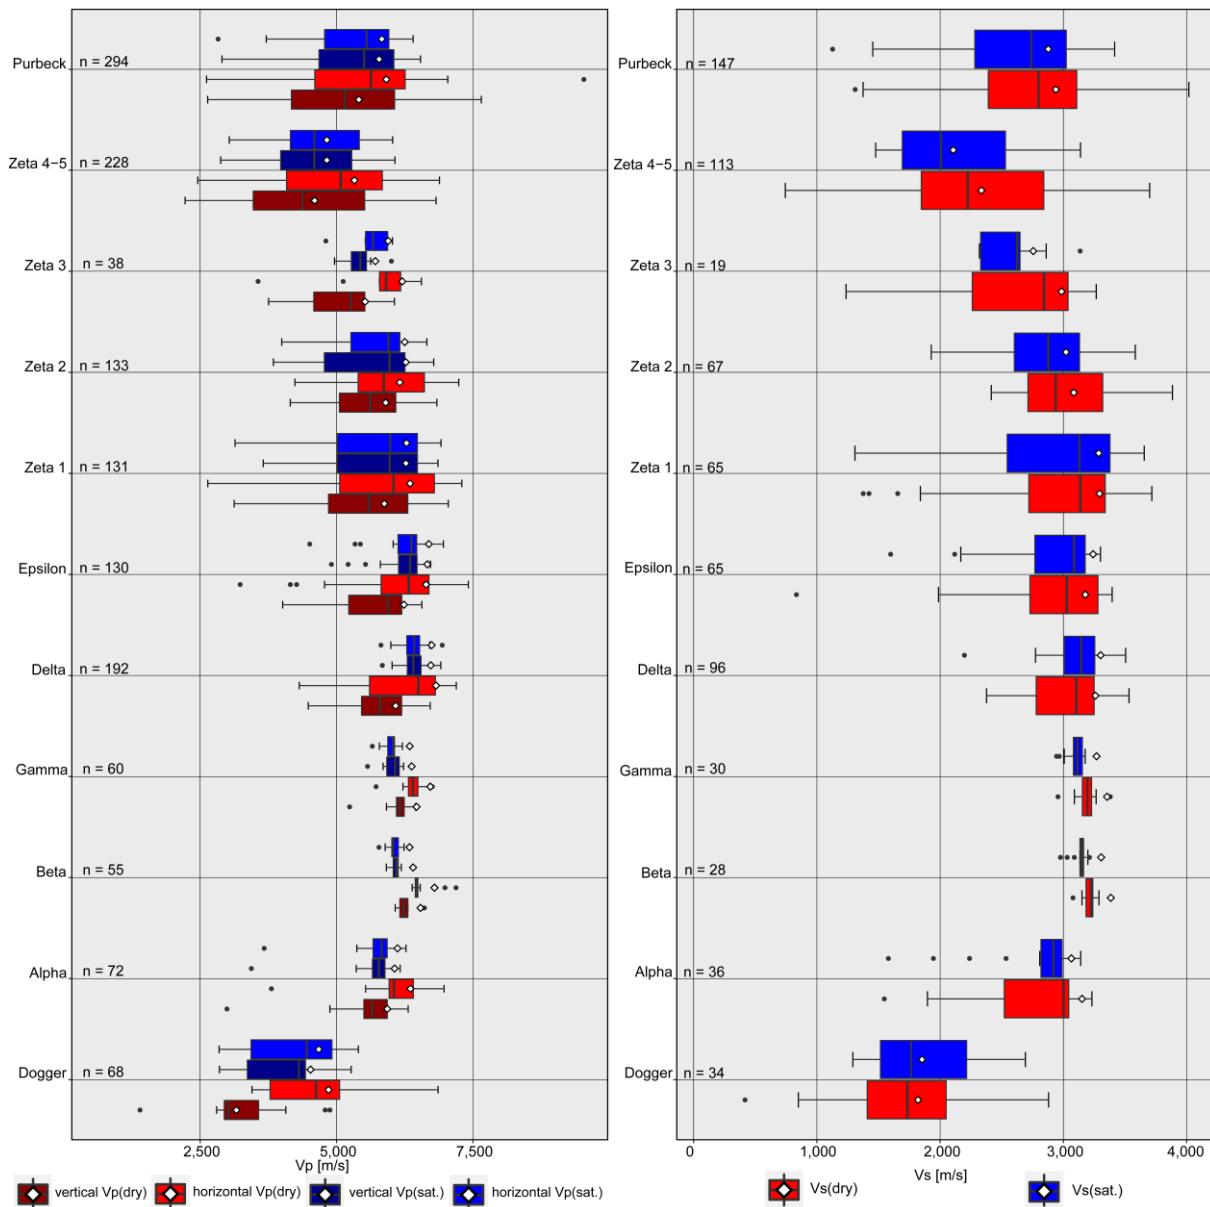 Purbeck
n = 294
Zeta 4-5
n = 228
Zeta 3
n = 38
Zeta 2
n = 133
Zeta 1
n = 131
Epsilon
n = 130
Delta
n = 192
Gamma
n = 60
Beta
n = 55
Alpha
n = 72
Dogger
n = 68
2,500 5,000 7,500
Vp [m/s]
vertical Vp(dry) horizontal Vp(dry) vertical Vp(sat.) horizontal Vp(sat.)
Purbeck
n = 147
Zeta 4-5
n = 113
Zeta 3
n = 19
Zeta 2
n = 67
Zeta 1
n = 65
Epsilon
n = 65
Delta
n = 96
Gamma
n = 30
Beta
n = 28
Alpha
n = 36
Dogger
n = 34
0 1,000 2,000 3,000 4,000
Vs [m/s]
Vs(dry) Vs(sat.)